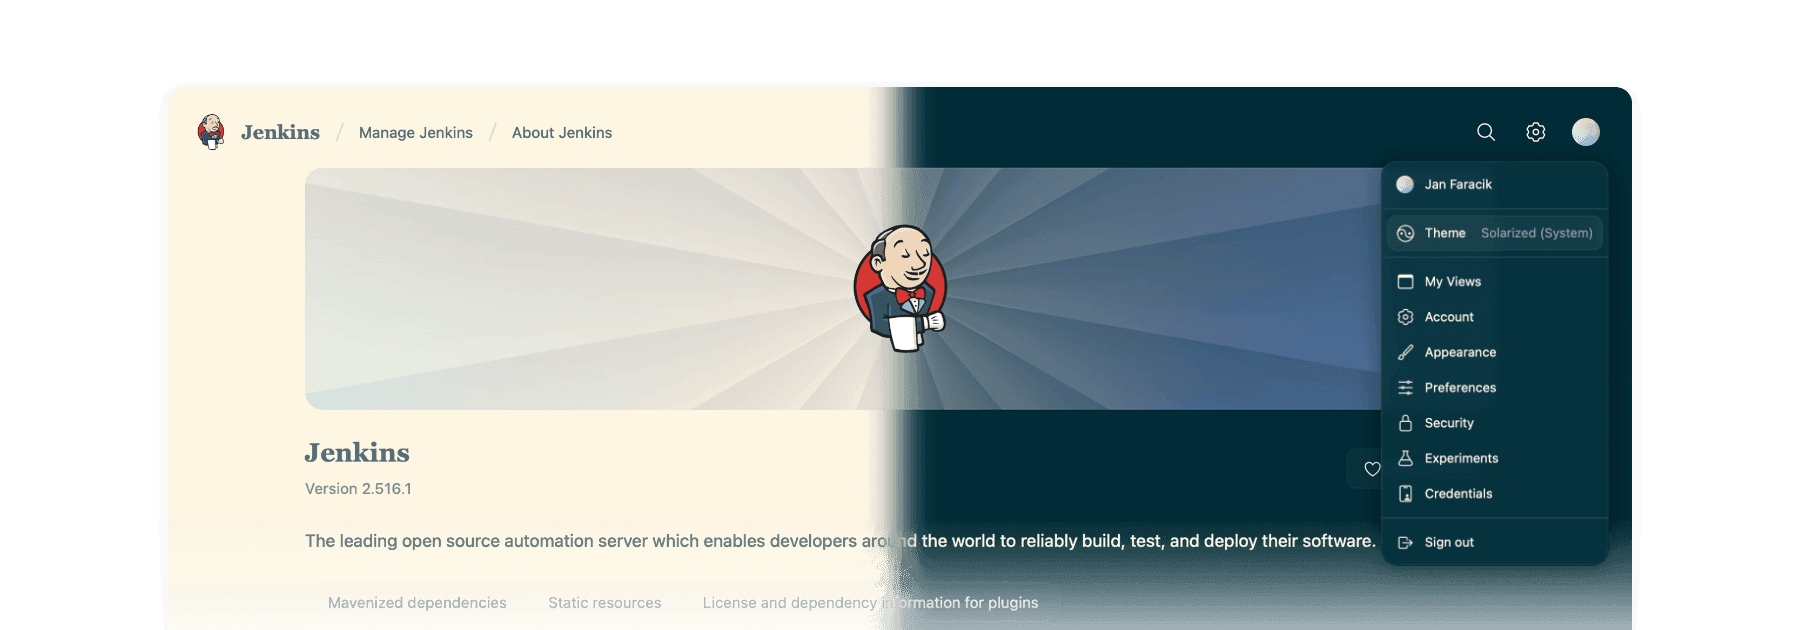 Jenkins / Manage Jenkins / About Jenkins
Jan Faracik
Theme Solarized (System)
My Views
Account
Appearance
Preferences
Security
Experiments
Credentials
Sign out
Jenkins
Version 2.516.1
The leading open source automation server which enables developers around the world to reliably build, test, and deploy their software.
Mavenized dependencies Static resources License and dependency information for plugins